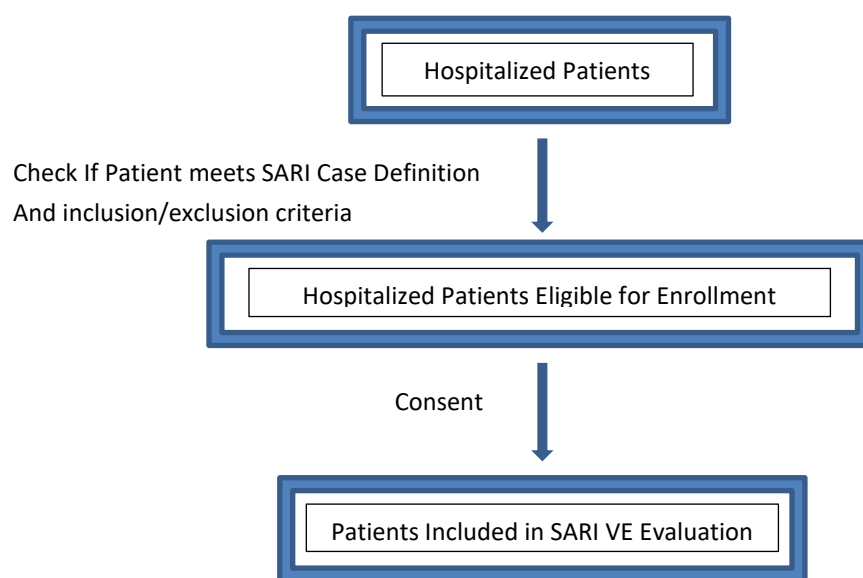 Hospitalized Patients
Check If Patient meets SARI Case Definition
And inclusion/exclusion criteria
Hospitalized Patients Eligible for Enrollment
Consent
Patients Included in SARI VE Evaluation